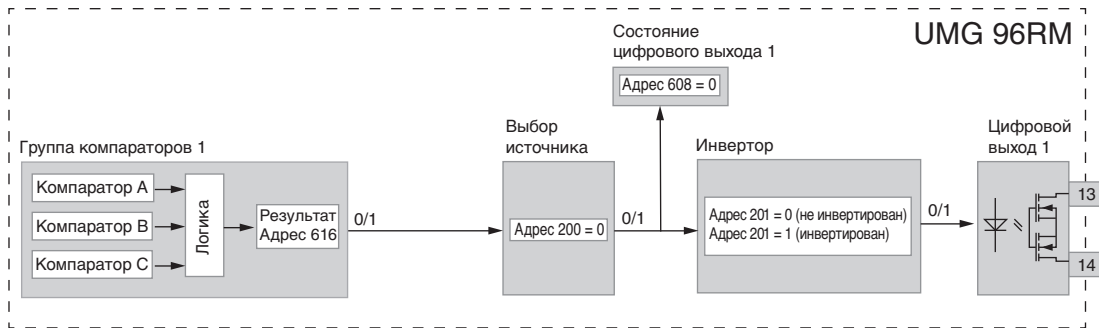 UMG 96RM
Состояние
цифрового выхода 1
Адрес 608 = 0
Группа компараторов 1
Компаратор A
Компаратор B
Компаратор C
Логика
Результат
Адрес 616
0/1
Выбор
источника
Адрес 200 = 0
0/1
Инвертор
Адрес 201 = 0 (не инвертирован)
Адрес 201 = 1 (инвертирован)
0/1
Цифровой
выход 1
13
14